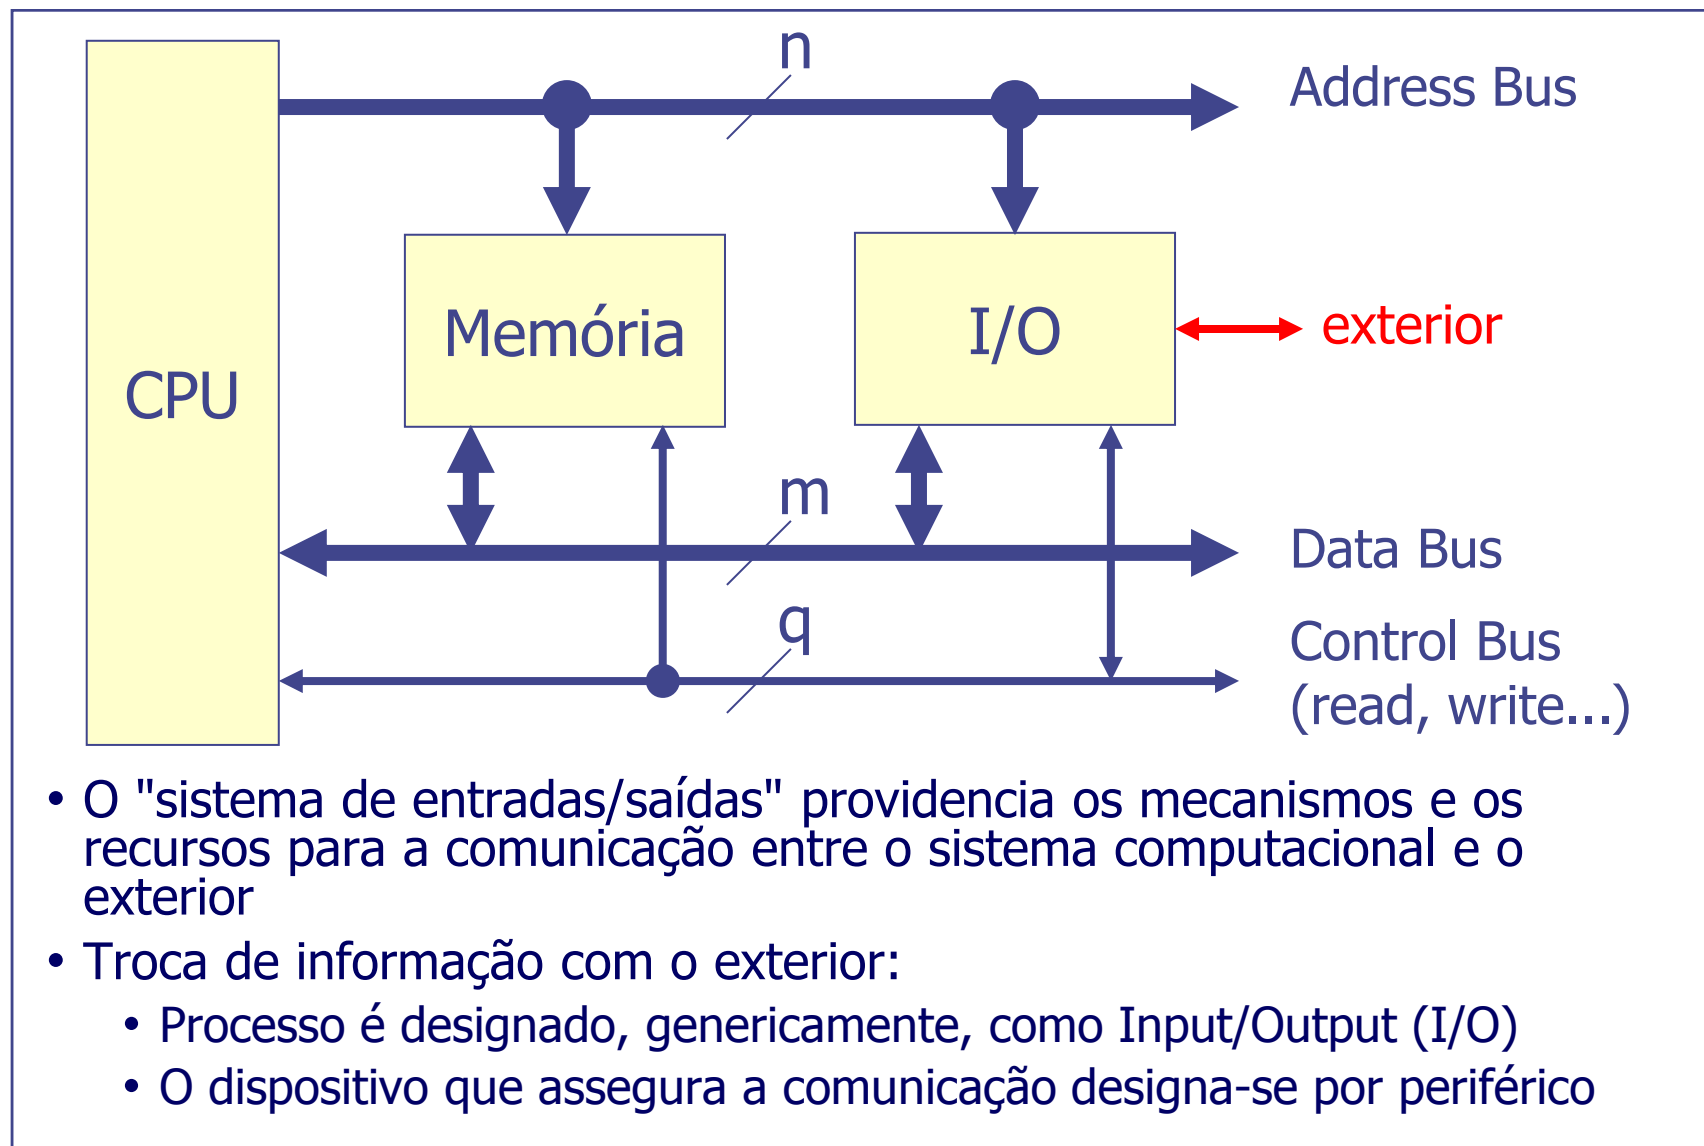 n
Address Bus
Memória
I/O
exterior
CPU
m
Data Bus
q
Control Bus
(read, write...)
• O "sistema de entradas/saídas" providencia os mecanismos e os
recursos para a comunicação entre o sistema computacional e o
exterior
• Troca de informação com o exterior:
• Processo é designado, genericamente, como Input/Output (I/O)
• O dispositivo que assegura a comunicação designa-se por periférico